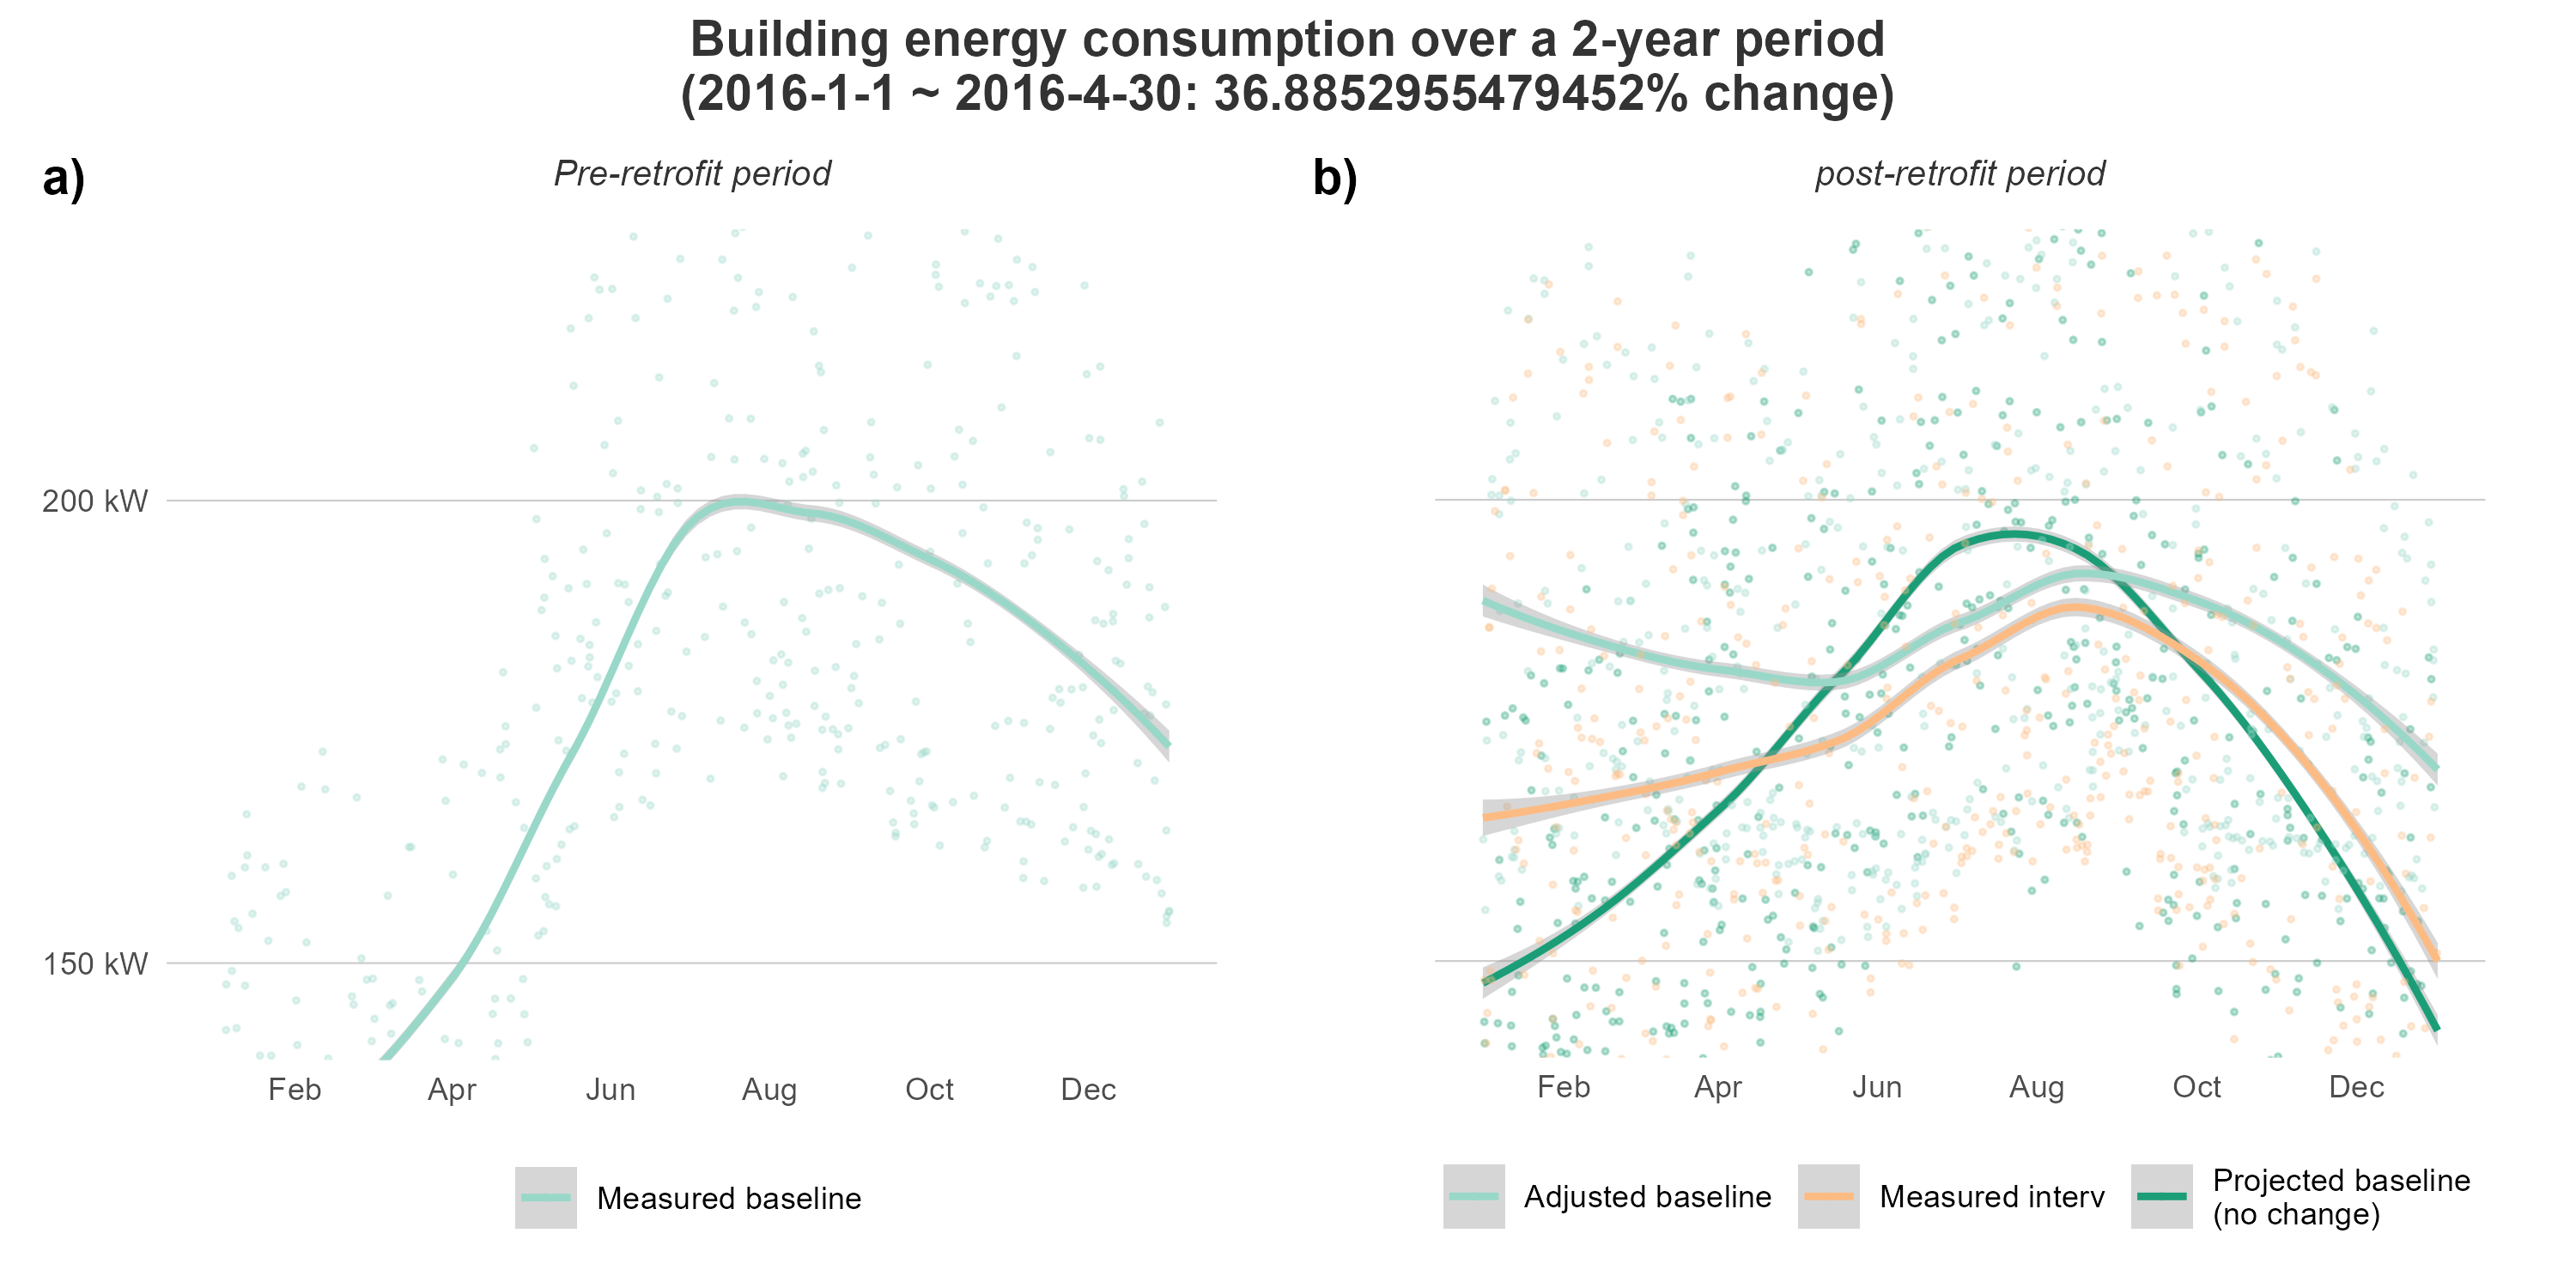 Building energy consumption over a 2-year period
(2016-1-1 ~ 2016-4-30: 36.8852955479452% change)
a)
Pre-retrofit period
200 kW
150 kW
Feb Apr Jun Aug Oct Dec
Measured baseline
b)
post-retrofit period
Feb Apr Jun Aug Oct Dec
Adjusted baseline
Measured interv
Projected baseline
(no change)